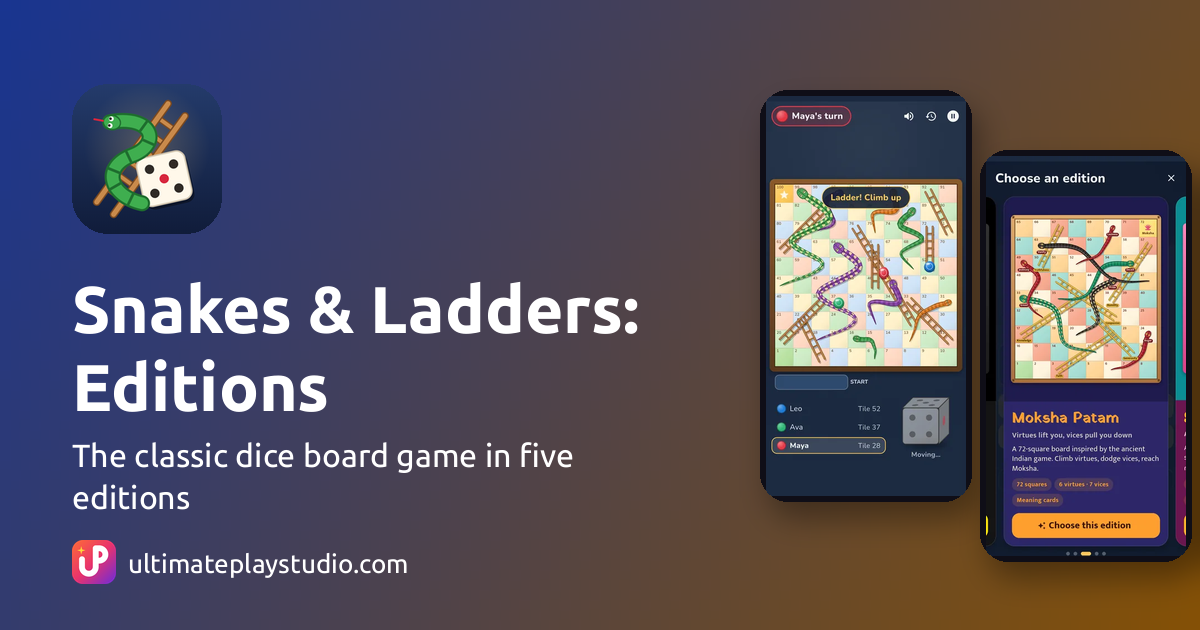 Snakes & Ladders:
Editions
The classic dice board game in five
editions
ultimateplaystudio.com
Maya's turn
Ladder! Climb up
START
Leo Tile 52
Ava Tile 37
Maya Tile 28
Moving...
Choose an edition
Moksha Patam
Virtues lift you, vices pull you down
A 72-square board inspired by the ancient
Indian game. Climb virtues, dodge vices, reach
Moksha.
72 squares 6 virtues · 7 vices
Meaning cards
Choose this edition